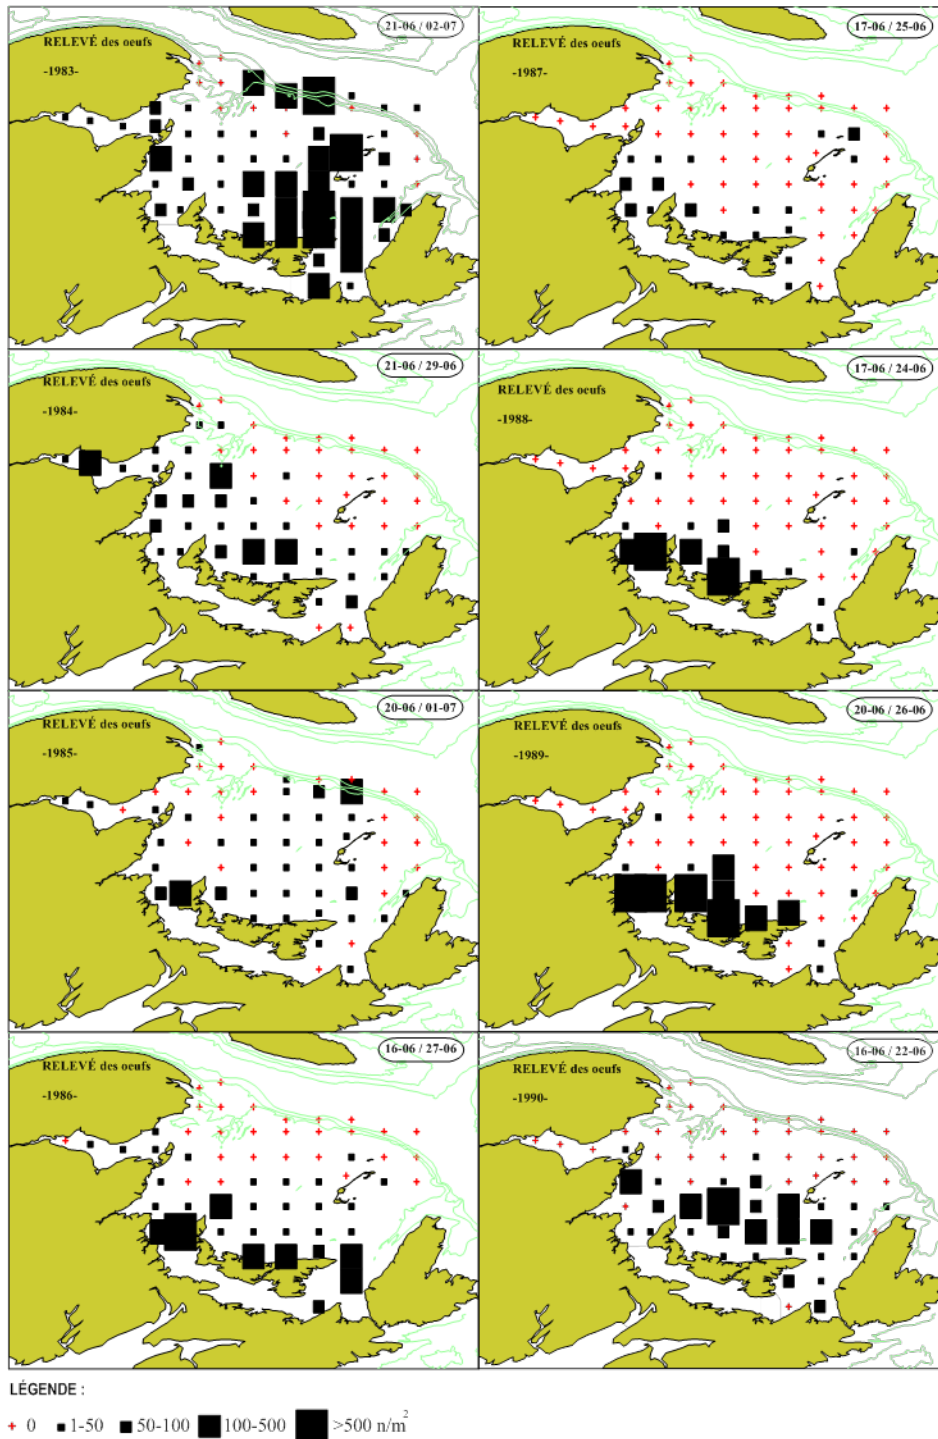 RELEVÉ des oeufs
-1983-
21-06 / 02-07
RELEVÉ des oeufs
-1987-
17-06 / 25-06
RELEVÉ des oeufs
-1984-
21-06 / 29-06
RELEVÉ des oeufs
-1988-
17-06 / 24-06
RELEVÉ des oeufs
-1985-
20-06 / 01-07
RELEVÉ des oeufs
-1989-
20-06 / 26-06
RELEVÉ des oeufs
-1986-
16-06 / 27-06
RELEVÉ des oeufs
-1990-
16-06 / 22-06
LÉGENDE :
0 1-50 50-100 100-500 >500 n/m²